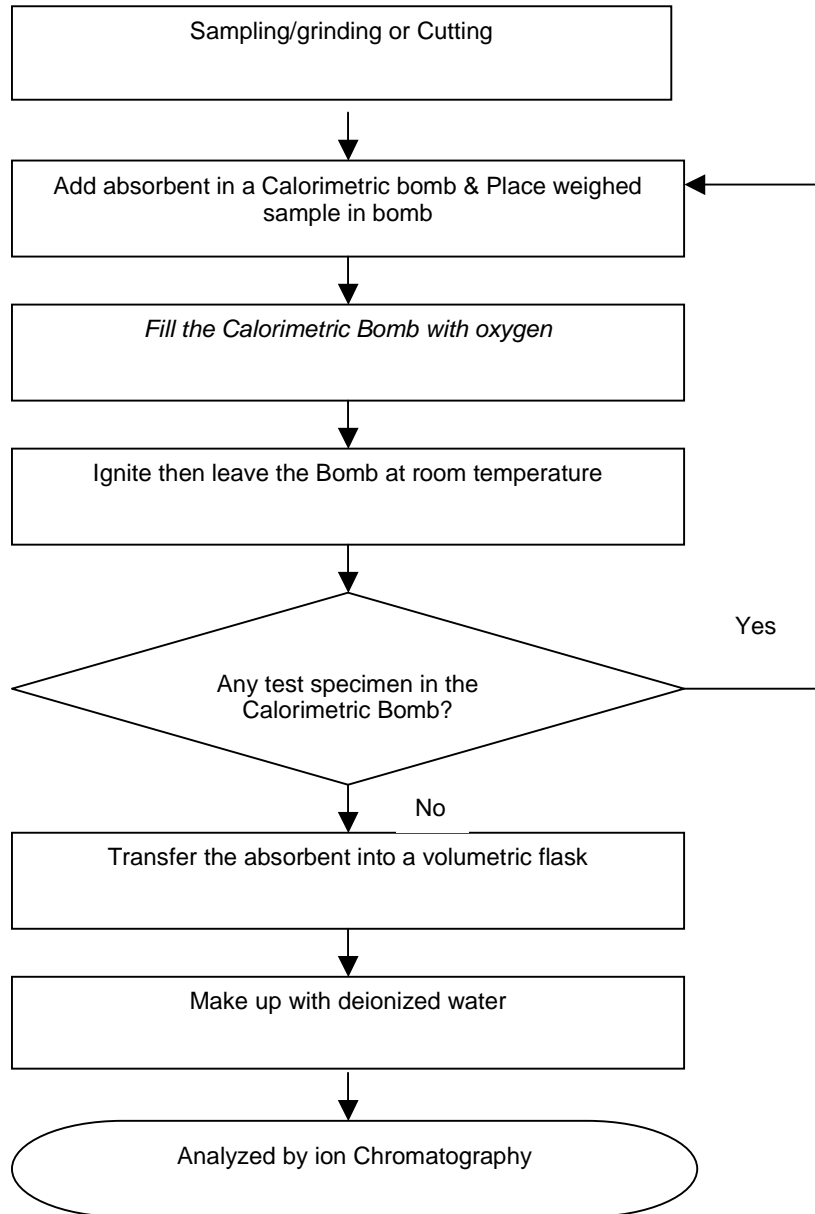 Sampling/grinding or Cutting
Add absorbent in a Calorimetric bomb & Place weighed
sample in bomb
Fill the Calorimetric Bomb with oxygen
Ignite then leave the Bomb at room temperature
Yes
Any test specimen in the
Calorimetric Bomb?
No
Transfer the absorbent into a volumetric flask
Make up with deionized water
Analyzed by ion Chromatography